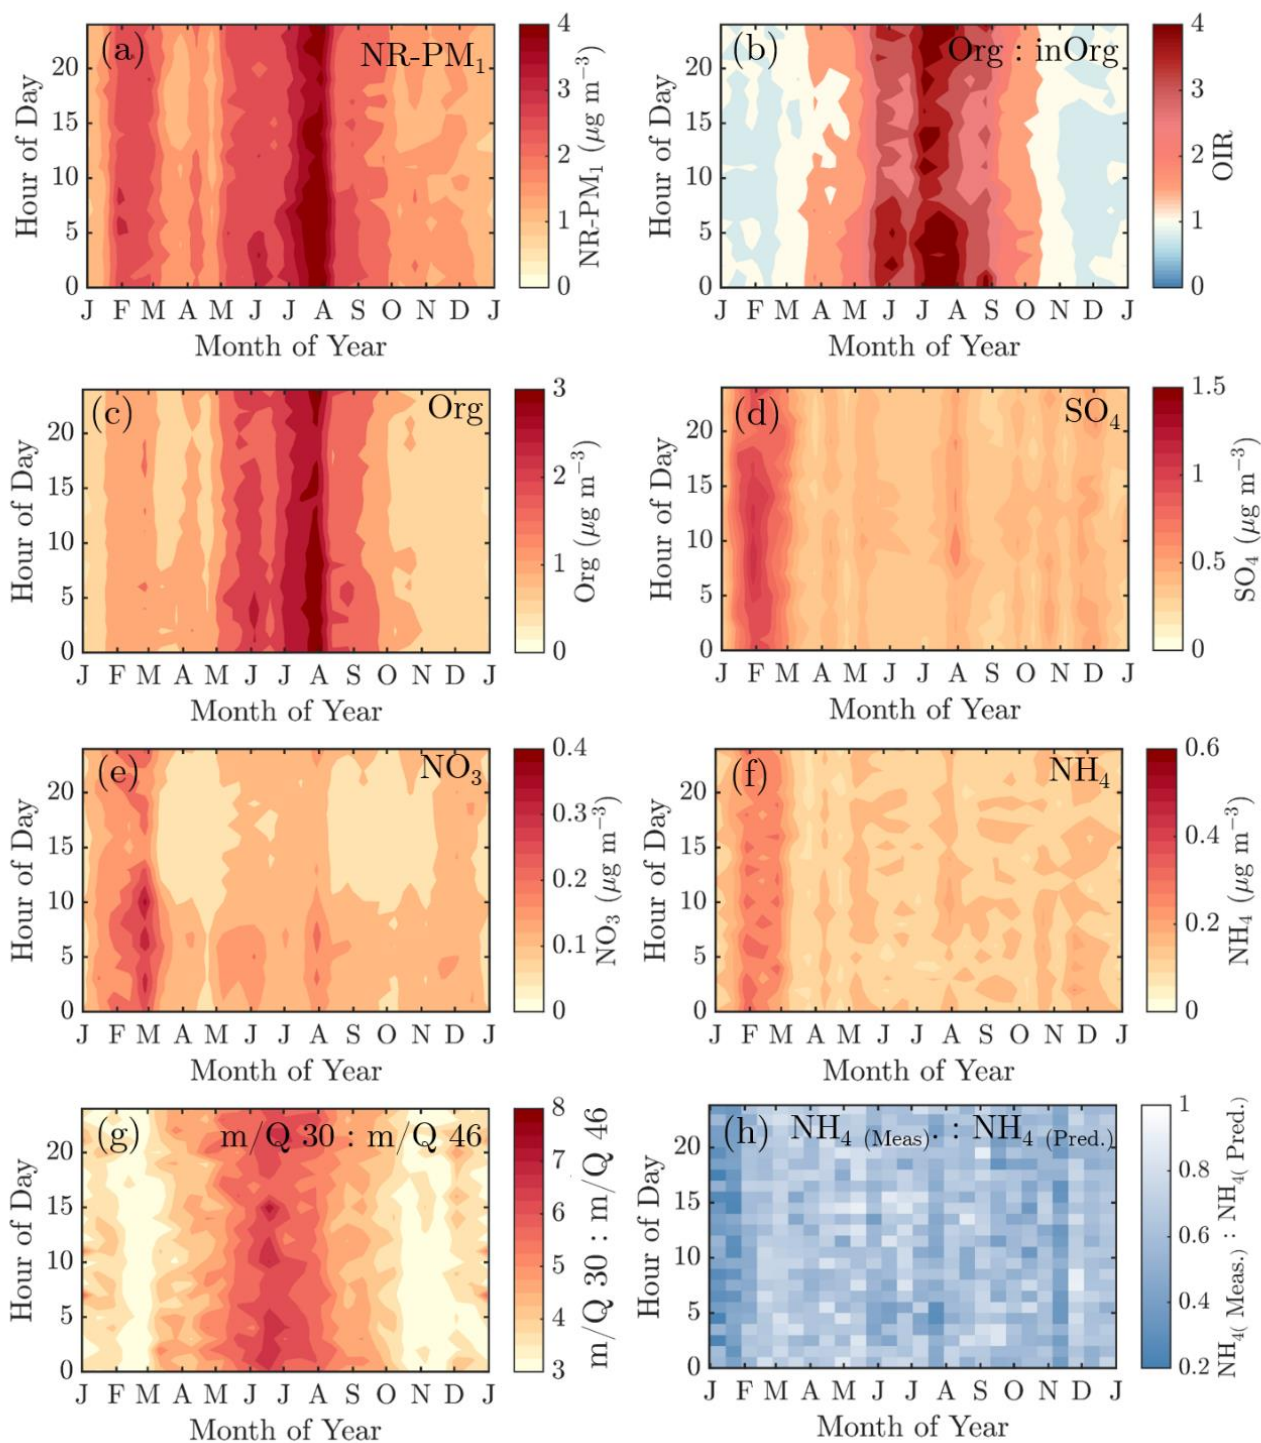 (a) NR-PM₁
20
15
10
5
0
Hour of Day
J F M A M J J A S O N D J
Month of Year
4
3
2
1
0
NR-PM₁ (µg m⁻³)
(b) Org : inOrg
20
15
10
5
0
Hour of Day
J F M A M J J A S O N D J
Month of Year
4
3
2
1
0
OIR
(c) Org
20
15
10
5
0
Hour of Day
J F M A M J J A S O N D J
Month of Year
3
2
1
0
Org (µg m⁻³)
(d) SO₄
20
15
10
5
0
Hour of Day
J F M A M J J A S O N D J
Month of Year
1.5
1
0.5
0
SO₄ (µg m⁻³)
(e) NO₃
20
15
10
5
0
Hour of Day
J F M A M J J A S O N D J
Month of Year
0.4
0.3
0.2
0.1
0
NO₃ (µg m⁻³)
(f) NH₄
20
15
10
5
0
Hour of Day
J F M A M J J A S O N D J
Month of Year
0.6
0.4
0.2
0
NH₄ (µg m⁻³)
(g) m/Q 30 : m/Q 46
20
15
10
5
0
Hour of Day
J F M A M J J A S O N D J
Month of Year
8
7
6
5
4
3
m/Q 30 : m/Q 46
(h) NH₄ (Meas). : NH₄ (Pred.)
20
15
10
5
0
Hour of Day
J F M A M J J A S O N D J
Month of Year
1
0.8
0.6
0.4
0.2
NH₄( Meas.) : NH₄( Pred.)